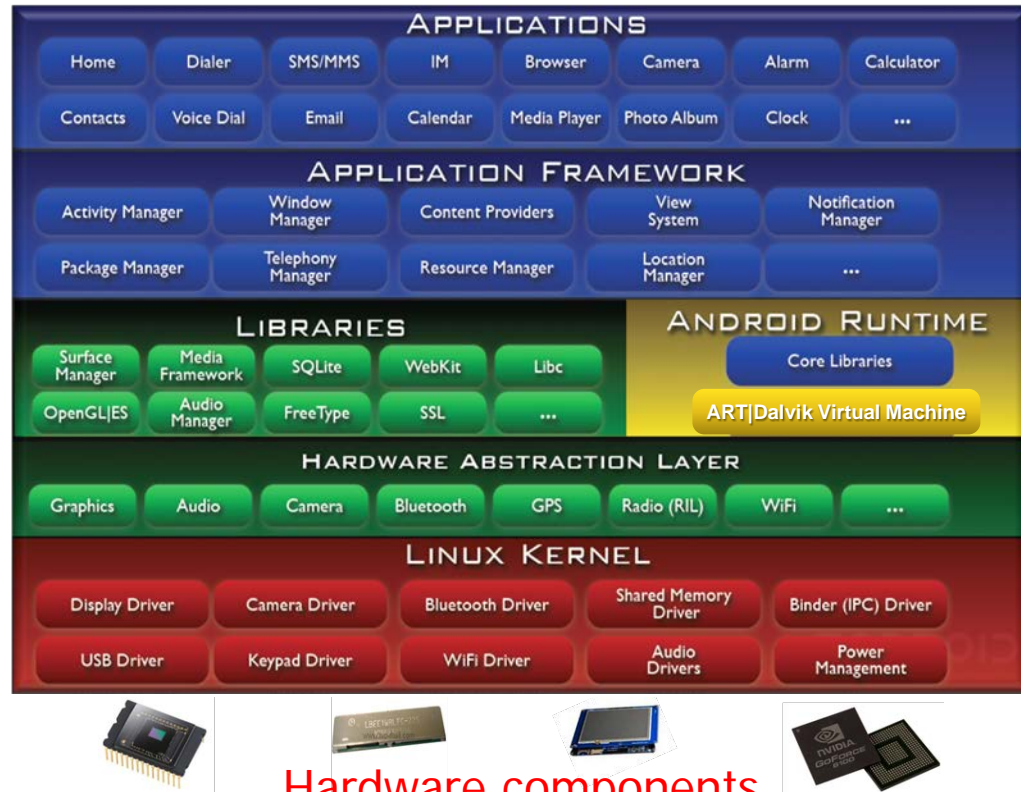 APPLICATIONS
Home Dialer SMS/MMS IM Browser Camera Alarm Calculator
Contacts Voice Dial Email Calendar Media Player Photo Album Clock ...
APPLICATION FRAMEWORK
Activity Manager Window Manager Content Providers View System Notification Manager
Package Manager Telephony Manager Resource Manager Location Manager ...
LIBRARIES
Surface Manager Media Framework SQLite WebKit Libc
OpenGL|ES Audio Manager FreeType SSL ...
ANDROID RUNTIME
Core Libraries
ART|Dalvik Virtual Machine
HARDWARE ABSTRACTION LAYER
Graphics Audio Camera Bluetooth GPS Radio (RIL) WiFi ...
LINUX KERNEL
Display Driver Camera Driver Bluetooth Driver Shared Memory Driver Binder (IPC) Driver
USB Driver Keypad Driver WiFi Driver Audio Drivers Power Management
NVIDIA
GOFORCE
Hardware components